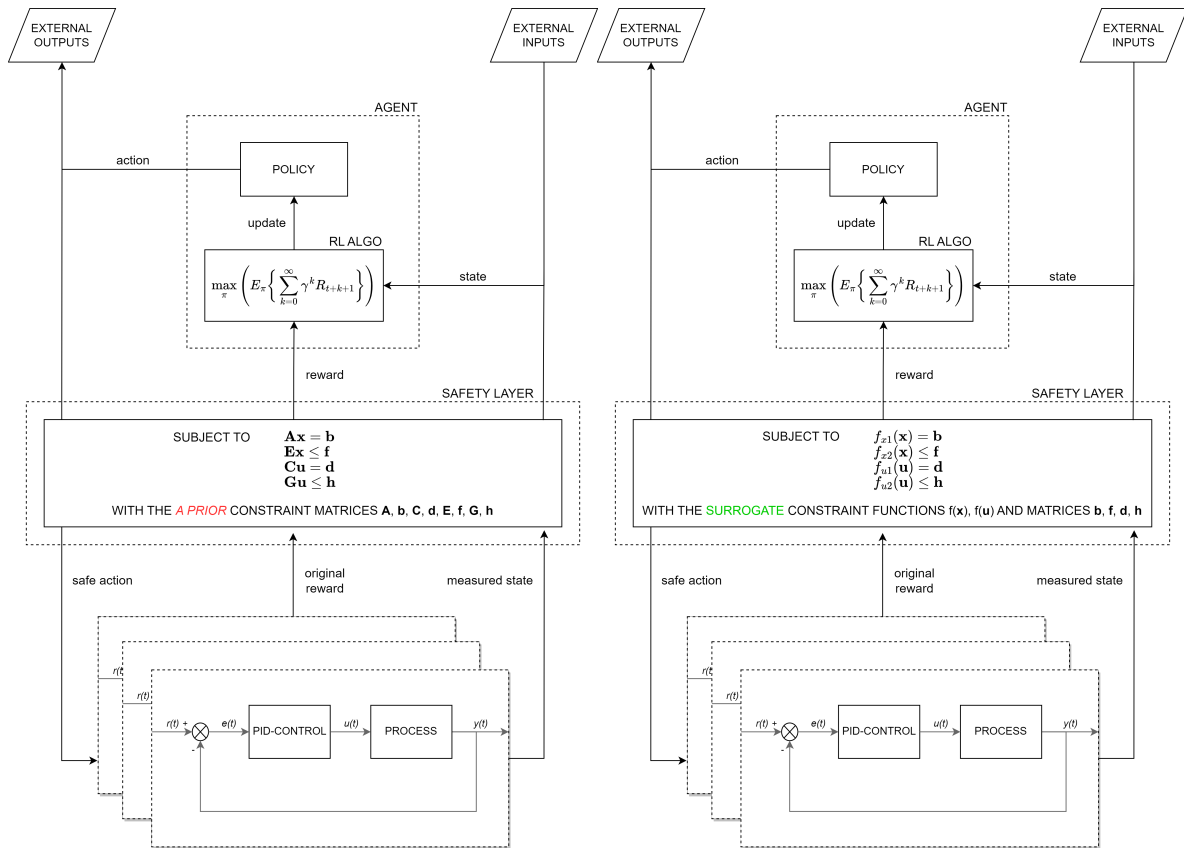 EXTERNAL
OUTPUTS
EXTERNAL
INPUTS
AGENT
action
POLICY
update
RL ALGO
max_π ( E_π { ∑_{k=0}^{∞} γ^k R_{t+k+1} } )
state
reward
SAFETY LAYER
SUBJECT TO
Ax = b
Ex ≤ f
Cu = d
Gu ≤ h
WITH THE A PRIOR CONSTRAINT MATRICES A, b, C, d, E, f, G, h
safe action
original
reward
measured state
r(t
r(t)
r(t) +
-
e(t)
PID-CONTROL
u(t)
PROCESS
y(t)
EXTERNAL
OUTPUTS
EXTERNAL
INPUTS
AGENT
action
POLICY
update
RL ALGO
max_π ( E_π { ∑_{k=0}^{∞} γ^k R_{t+k+1} } )
state
reward
SAFETY LAYER
SUBJECT TO
f_{x1}(x) = b
f_{x2}(x) ≤ f
f_{u1}(u) = d
f_{u2}(u) ≤ h
WITH THE SURROGATE CONSTRAINT FUNCTIONS f(x), f(u) AND MATRICES b, f, d, h
safe action
original
reward
measured state
r(t
r(t)
r(t) +
-
e(t)
PID-CONTROL
u(t)
PROCESS
y(t)